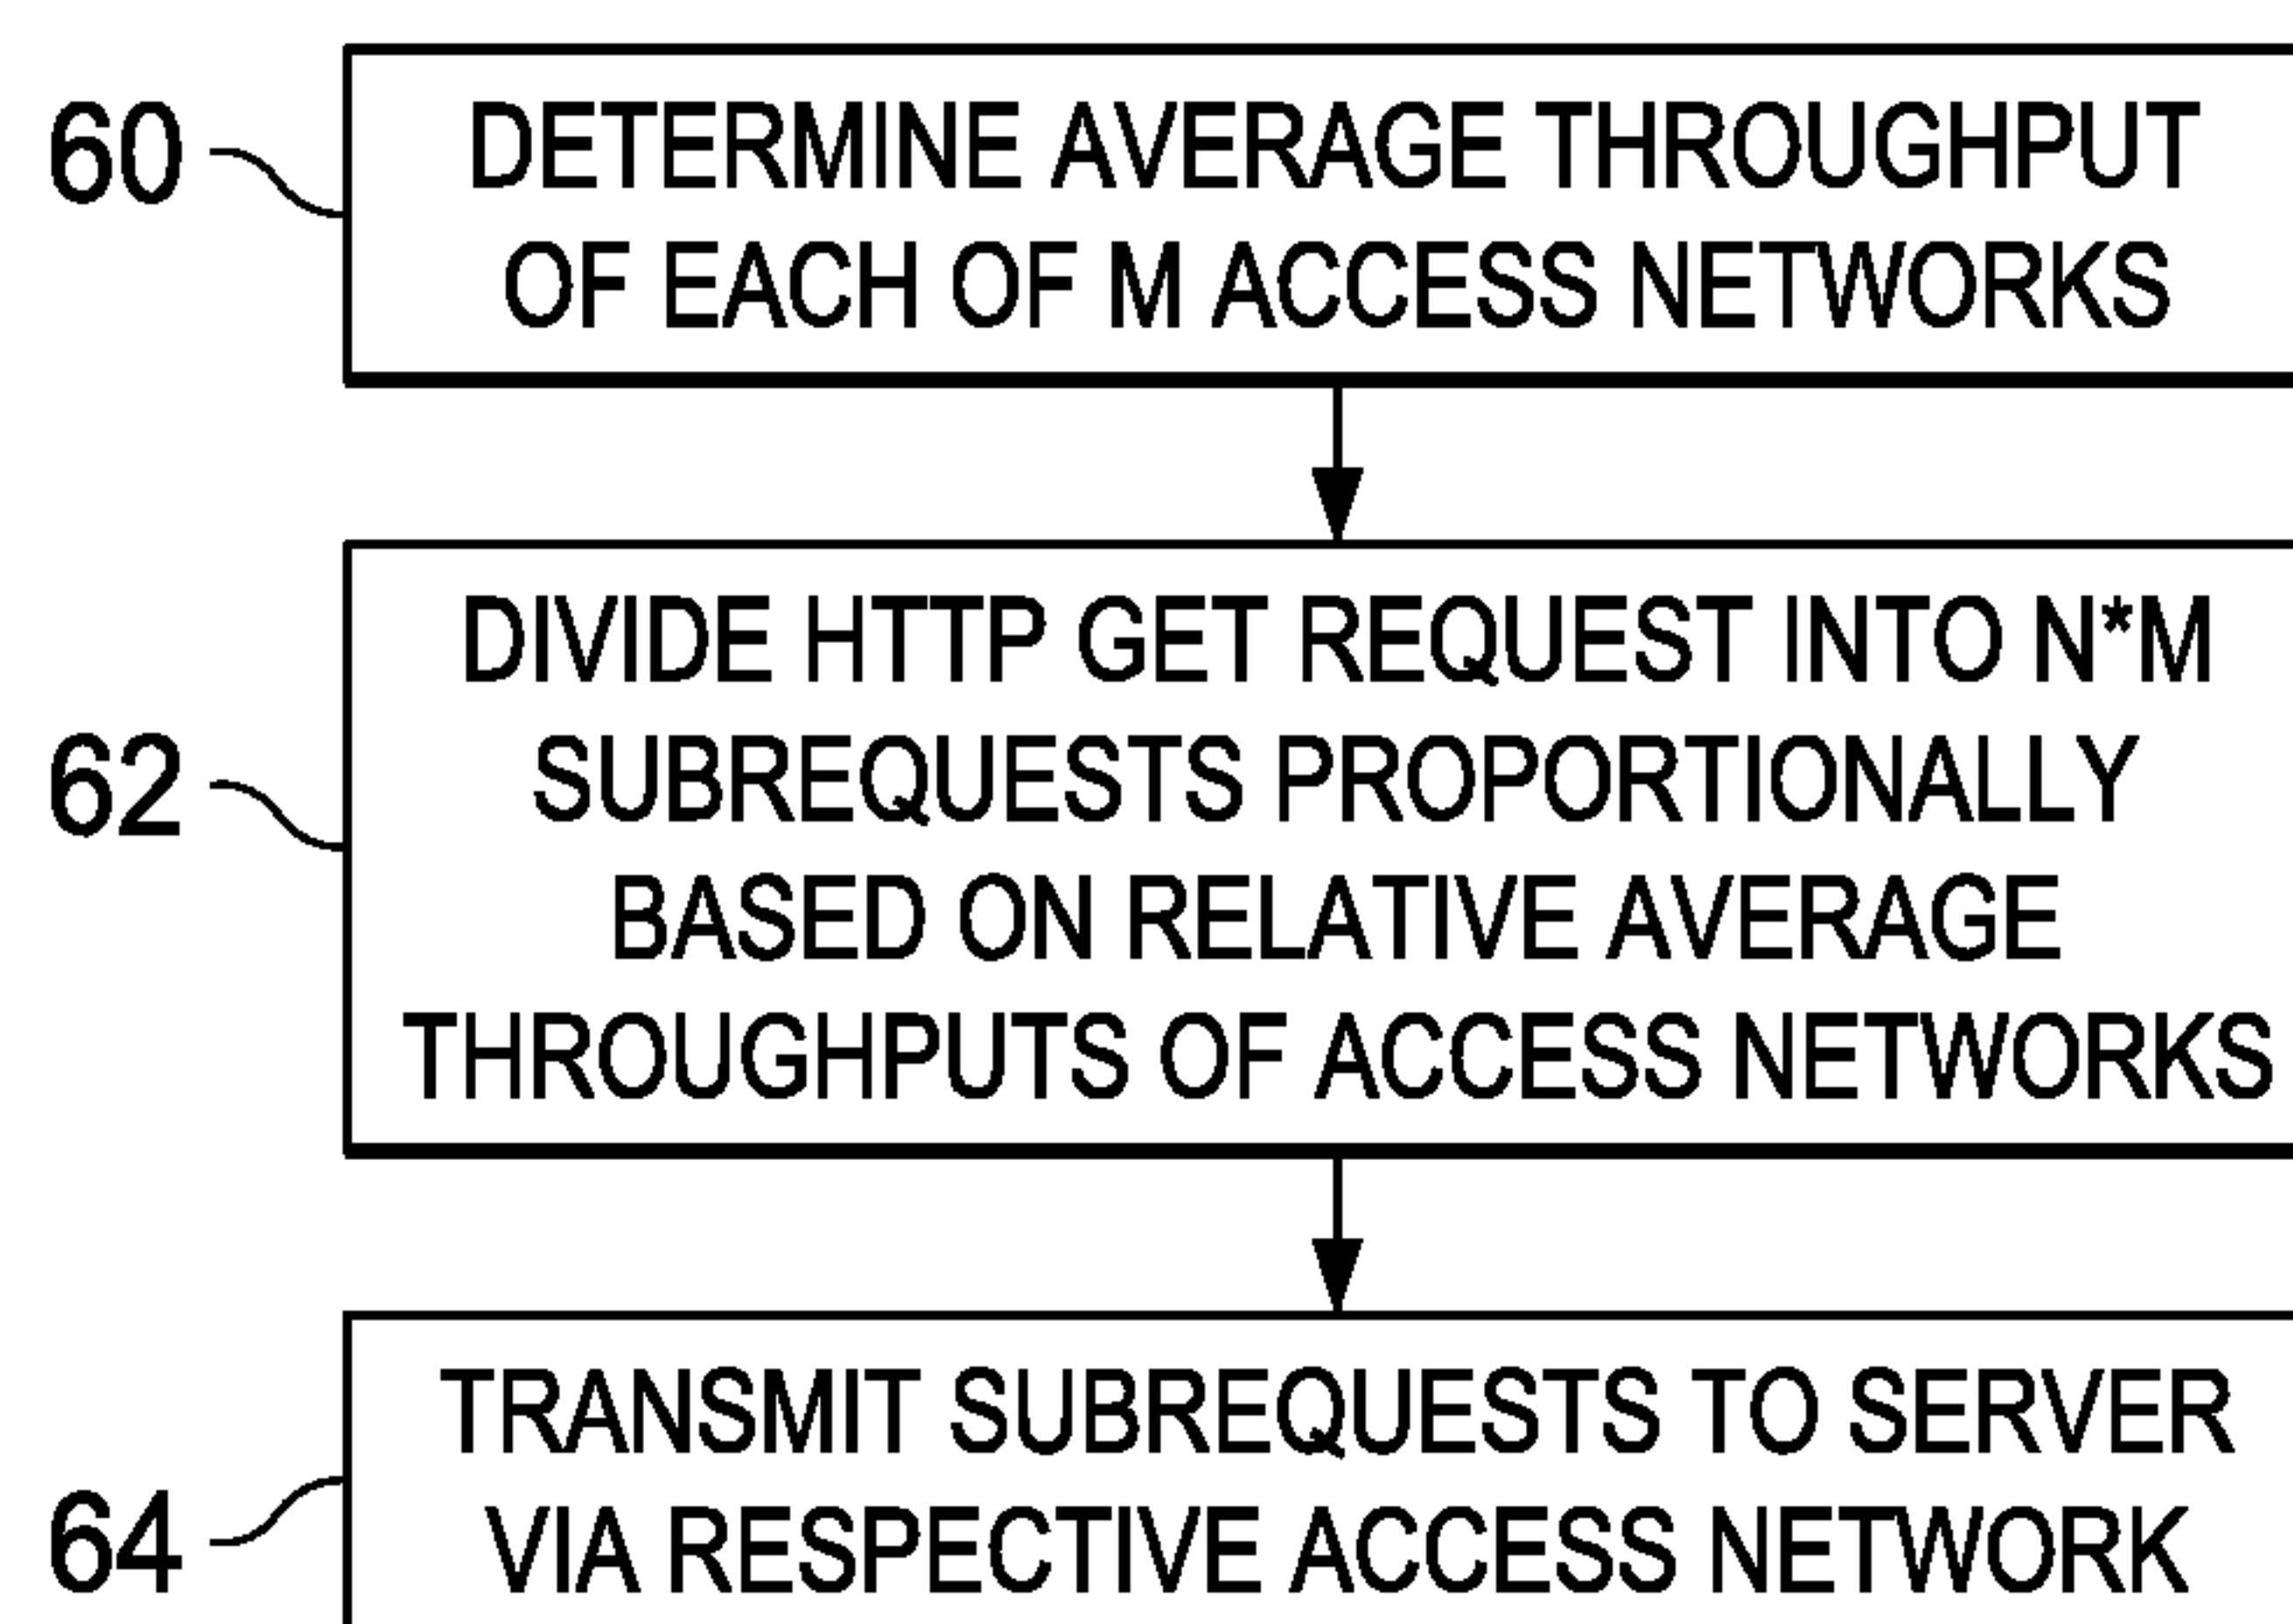 60
DETERMINE AVERAGE THROUGHPUT
OF EACH OF M ACCESS NETWORKS
62
DIVIDE HTTP GET REQUEST INTO N*M
SUBREQUESTS PROPORTIONALLY
BASED ON RELATIVE AVERAGE
THROUGHPUTS OF ACCESS NETWORKS
64
TRANSMIT SUBREQUESTS TO SERVER
VIA RESPECTIVE ACCESS NETWORK